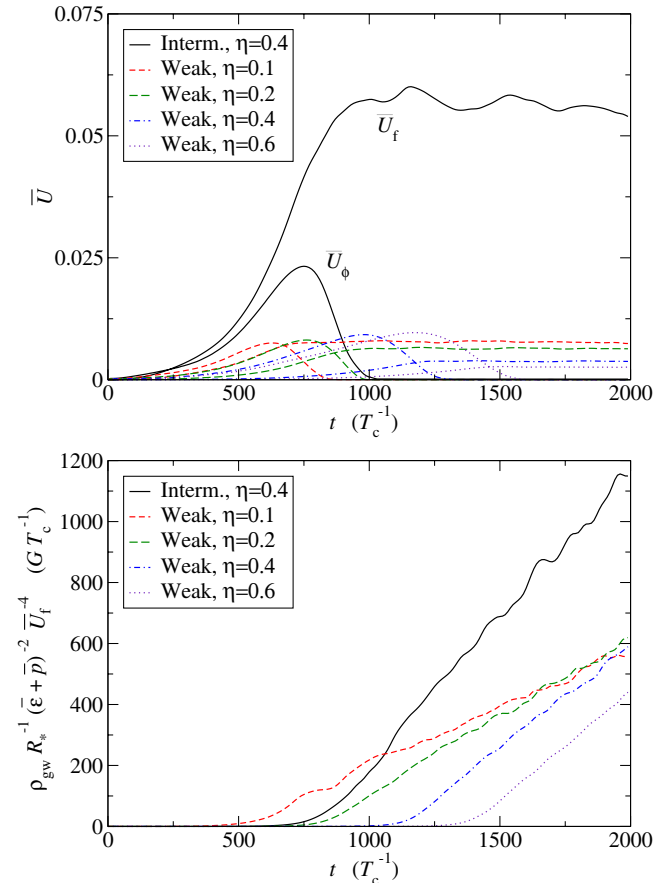 0.075
Interm., η=0.4
Weak, η=0.1
Weak, η=0.2
Weak, η=0.4
Weak, η=0.6
0.05
U̅_f
U̅
0.025
U̅_ϕ
0
0 500 1000 1500 2000
t (T_c^-1)
1200
Interm., η=0.4
Weak, η=0.1
Weak, η=0.2
Weak, η=0.4
Weak, η=0.6
1000
800
600
400
200
0
ρ_gw R_*^-1 (ε̅+p̅)^-2 U̅_f^-4 (G T_c^-1)
0 500 1000 1500 2000
t (T_c^-1)